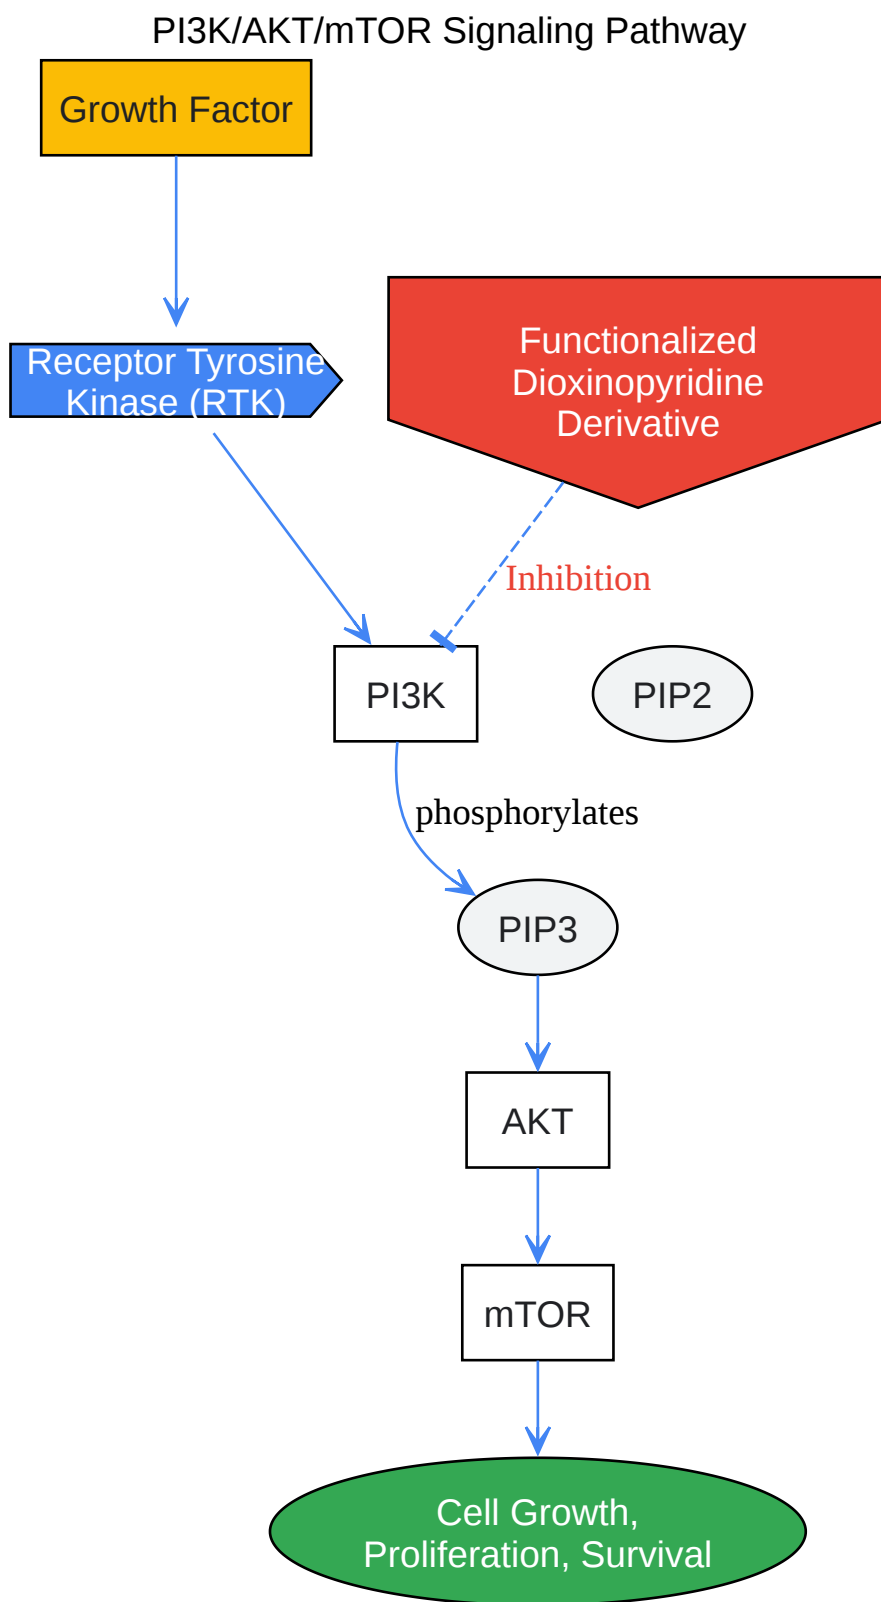 PI3K/AKT/mTOR Signaling Pathway
Growth Factor
Receptor Tyrosine
Kinase (RTK)
Functionalized
Dioxinopyridine
Derivative
Inhibition
PI3K
PIP2
phosphorylates
PIP3
AKT
mTOR
Cell Growth,
Proliferation, Survival